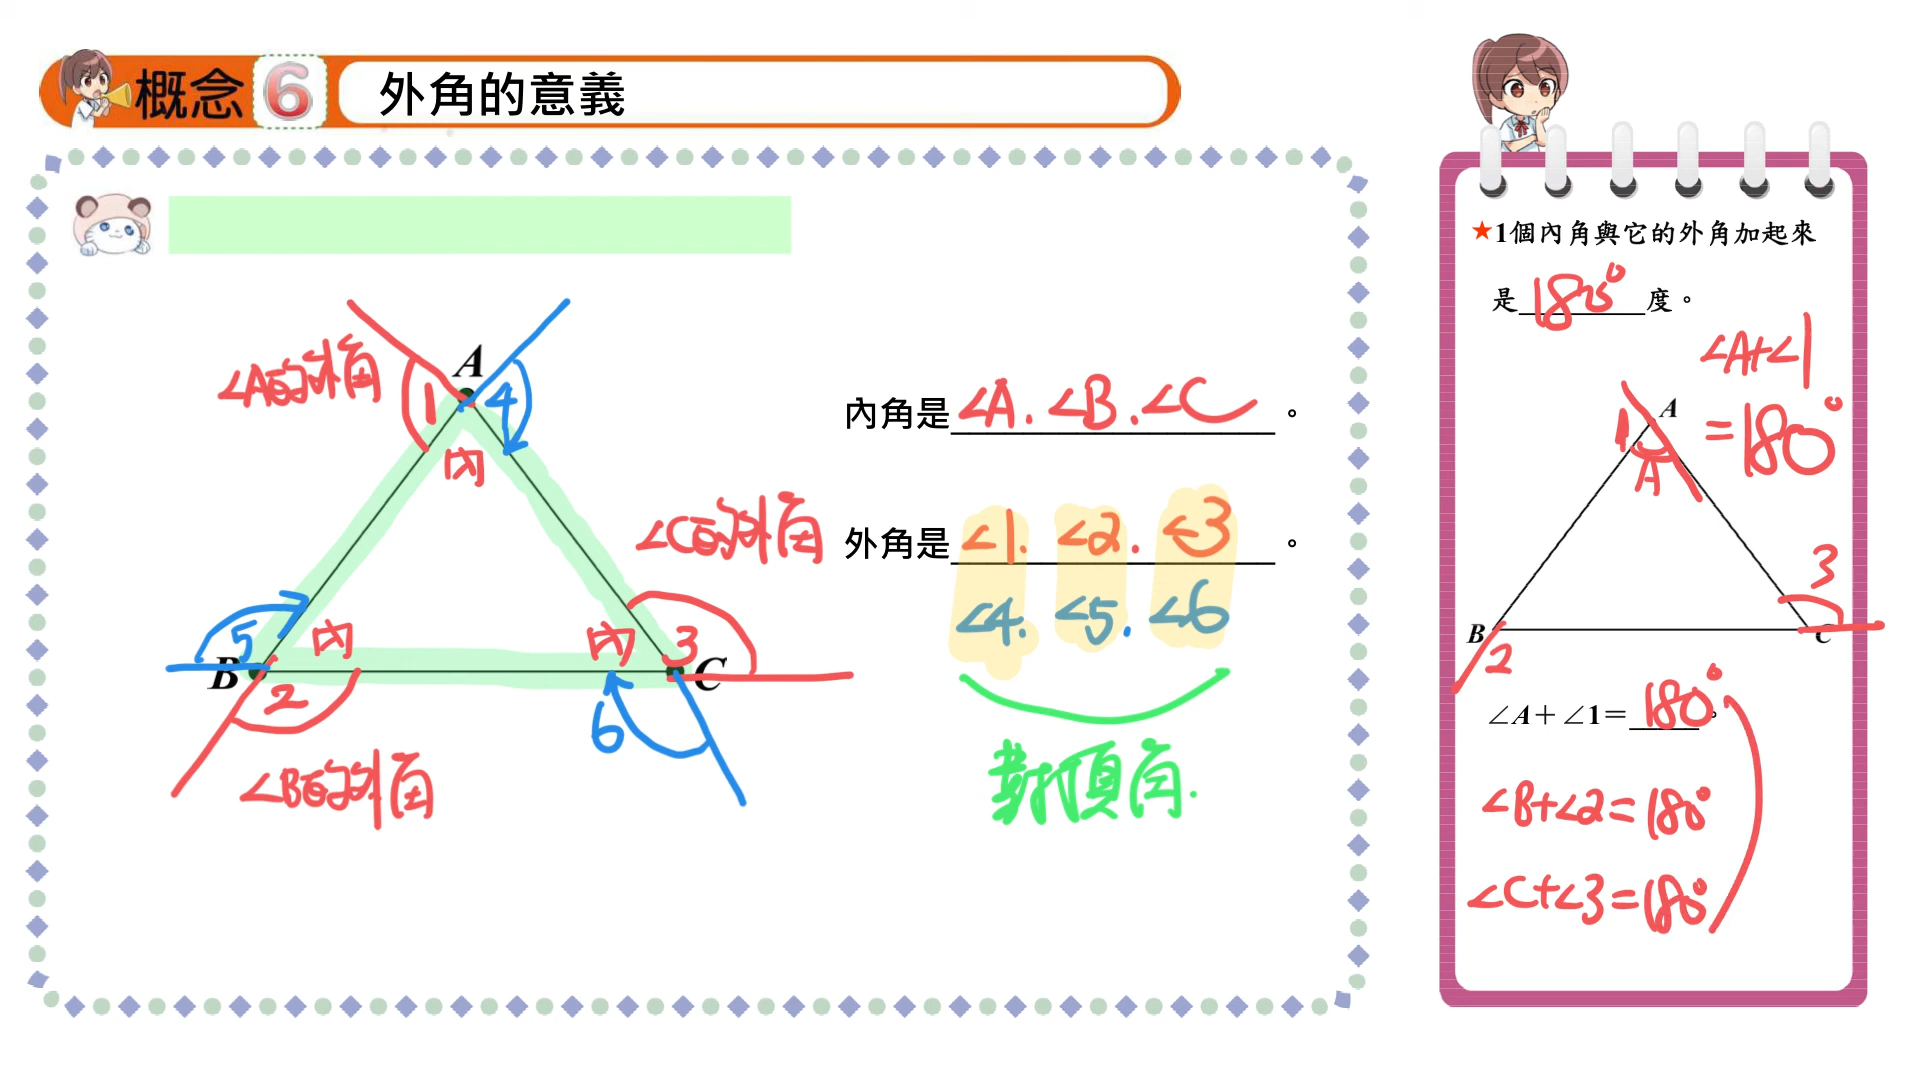 概念 6 外角的意義
∠A的外角
A
1
4
內
內角是∠A.∠B.∠C。
∠C的外角
外角是∠1.∠2.∠3。
∠4.∠5.∠6
5
內
內
3
B
C
2
6
∠B的外角
對頂角.
★1個內角與它的外角加起來
是180°度。
∠A+∠1
=180°
A
1
A
3
B
C
2
∠A+∠1=180°。
∠B+∠2=180°
∠C+∠3=180°